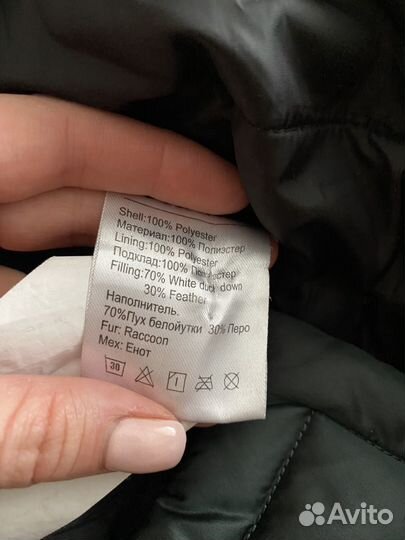 Shell:100% Polyester
Материал:100% Полиэстер
Lining:100% Polyester
Подклад:100% Полиэстер
Filling:70% White duck down
30% Feather
Наполнитель:
70%Пух белойутки 30% Перо
Fur: Raccoon
Мех: Енот
30
Avito